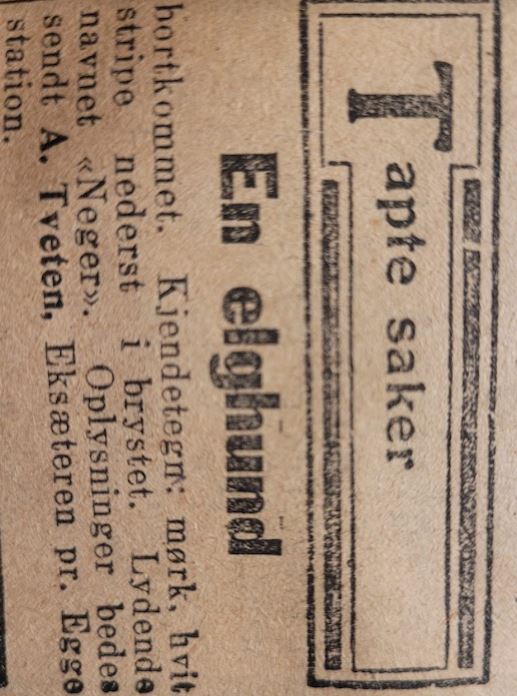 Tapte saker
En elghund
bortkommet. Kjendetegn: mørk, hvit
stripe nederst i brystet. Lydende
navnet «Neger». Oplysninger bedes
sendt A. Tveten, Eksæteren pr. Egge
station.